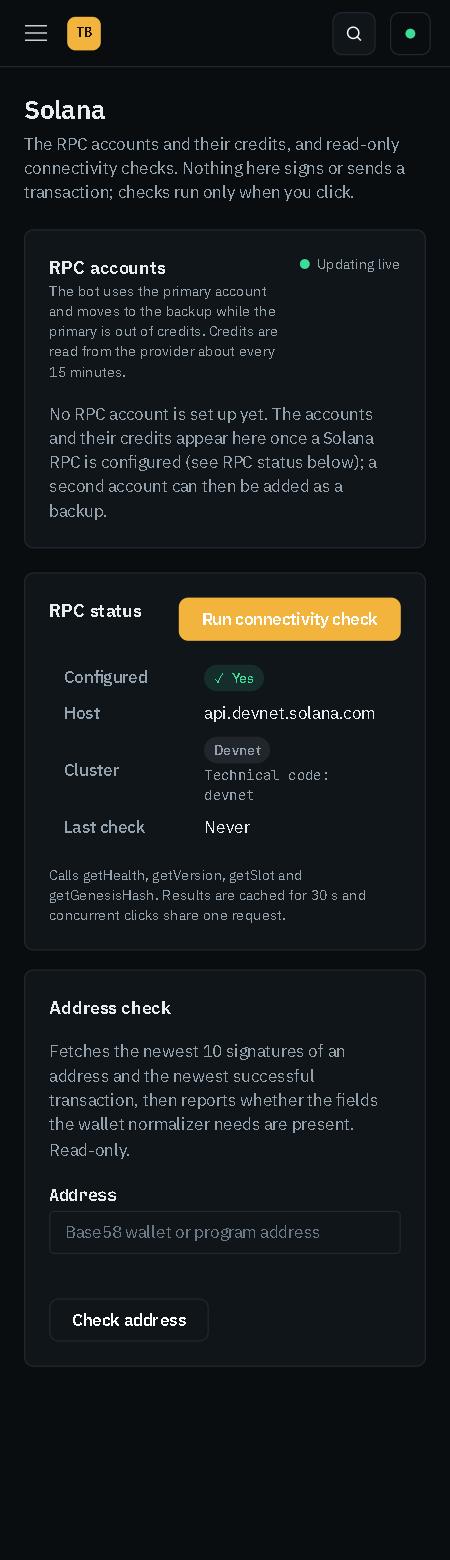 TB
Solana
The RPC accounts and their credits, and read-only
connectivity checks. Nothing here signs or sends a
transaction; checks run only when you click.
RPC accounts
Updating live
The bot uses the primary account
and moves to the backup while the
primary is out of credits. Credits are
read from the provider about every
15 minutes.
No RPC account is set up yet. The accounts
and their credits appear here once a Solana
RPC is configured (see RPC status below); a
second account can then be added as a
backup.
RPC status
Run connectivity check
Configured
✓ Yes
Host
api.devnet.solana.com
Cluster
Devnet
Technical code:
devnet
Last check
Never
Calls getHealth, getVersion, getSlot and
getGenesisHash. Results are cached for 30 s and
concurrent clicks share one request.
Address check
Fetches the newest 10 signatures of an
address and the newest successful
transaction, then reports whether the fields
the wallet normalizer needs are present.
Read-only.
Address
Base58 wallet or program address
Check address